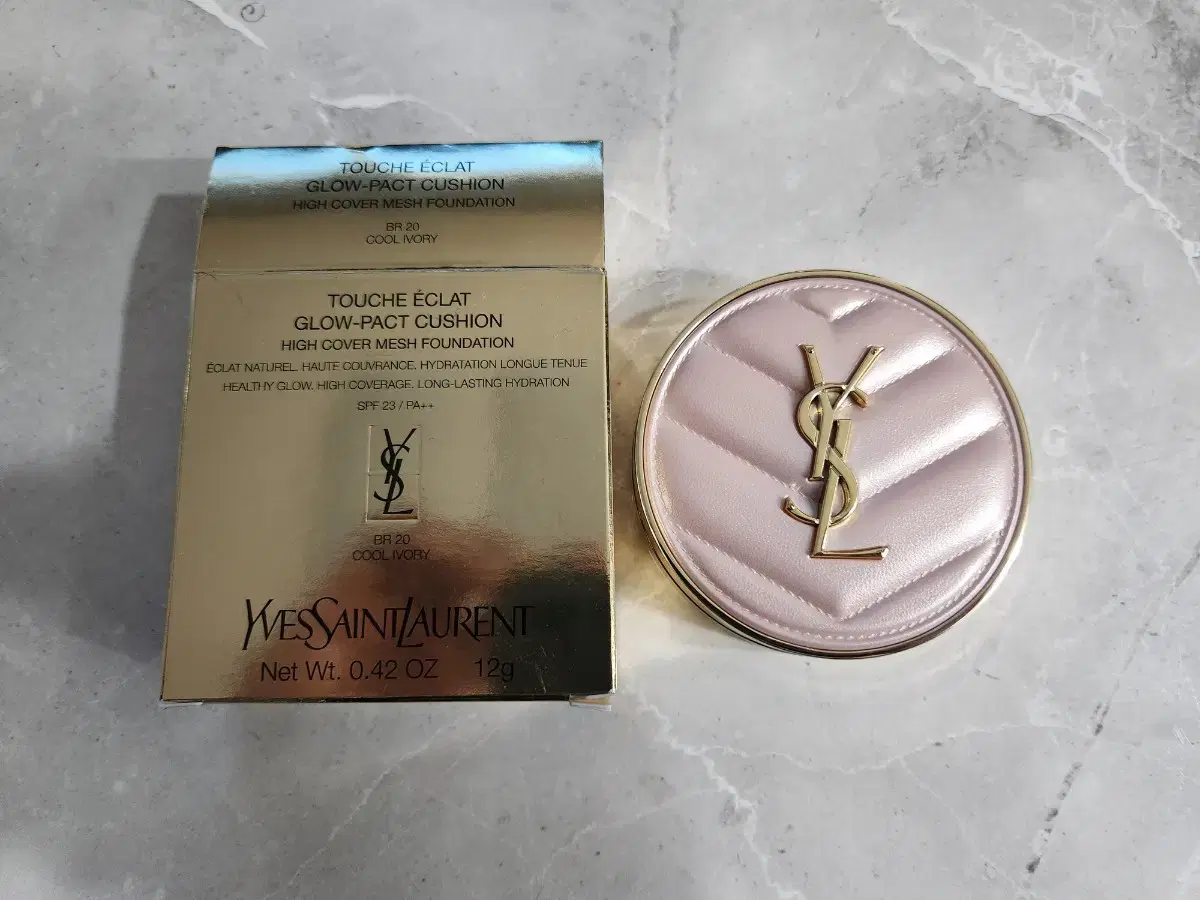 TOUCHE ÉCLAT
GLOW-PACT CUSHION
HIGH COVER MESH FOUNDATION
BR 20
COOL IVORY
TOUCHE ÉCLAT
GLOW-PACT CUSHION
HIGH COVER MESH FOUNDATION
ÉCLAT NATUREL. HAUTE COUVRANCE. HYDRATATION LONGUE TENUE
HEALTHY GLOW. HIGH COVERAGE. LONG-LASTING HYDRATION
SPF 23 / PA++
YSL
BR 20
COOL IVORY
YVESSAINTLAURENT
Net Wt. 0.42 OZ 12g
YSL